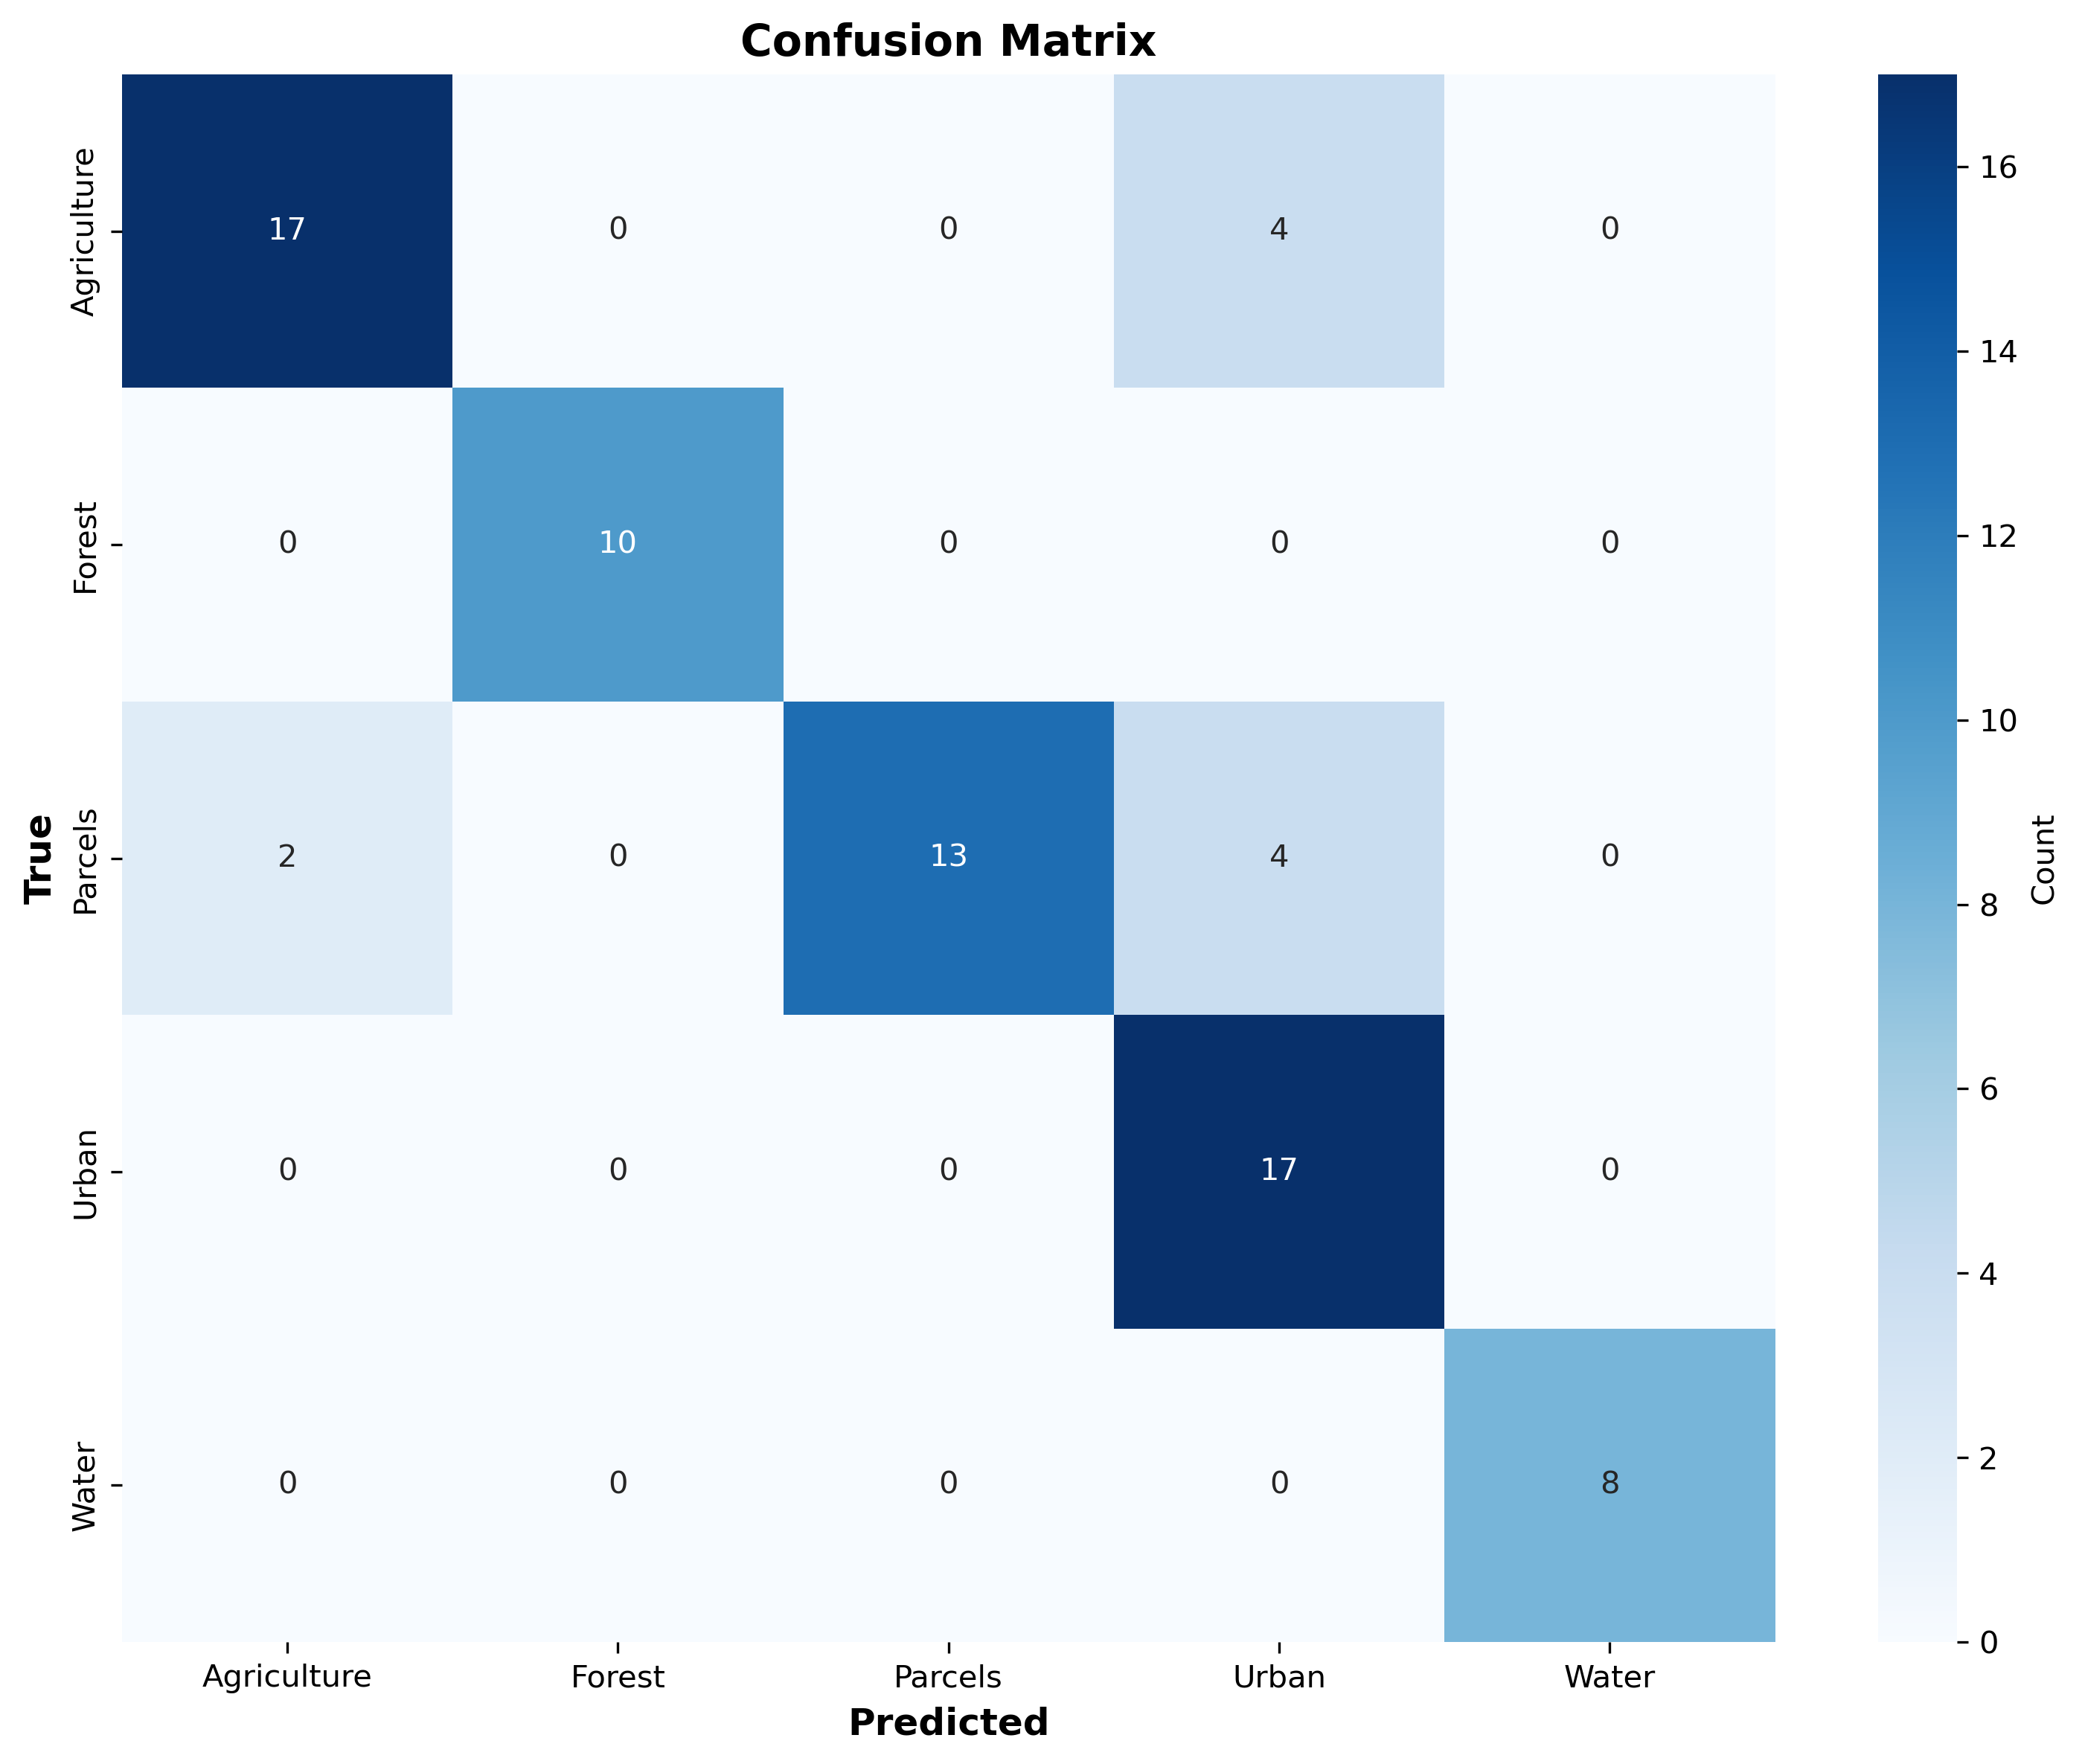 Confusion Matrix
True
Agriculture
17 0 0 4 0
Forest
0 10 0 0 0
Parcels
2 0 13 4 0
Urban
0 0 0 17 0
Water
0 0 0 0 8
Agriculture Forest Parcels Urban Water
Predicted
16
14
12
10
8
6
4
2
0
Count